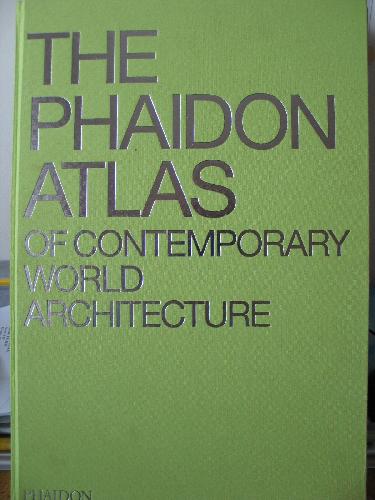 THE
PHAIDON
ATLAS
OF CONTEMPORARY
WORLD
ARCHITECTURE
PHAIDON